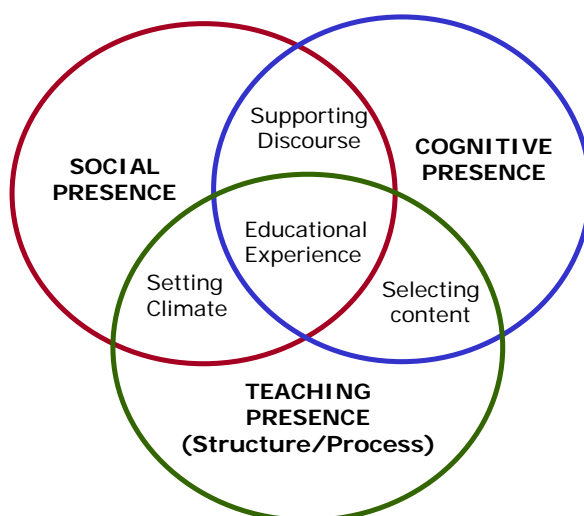 Supporting
Discourse
SOCIAL
PRESENCE
COGNITIVE
PRESENCE
Educational
Experience
Setting
Climate
Selecting
content
TEACHING
PRESENCE
(Structure/Process)